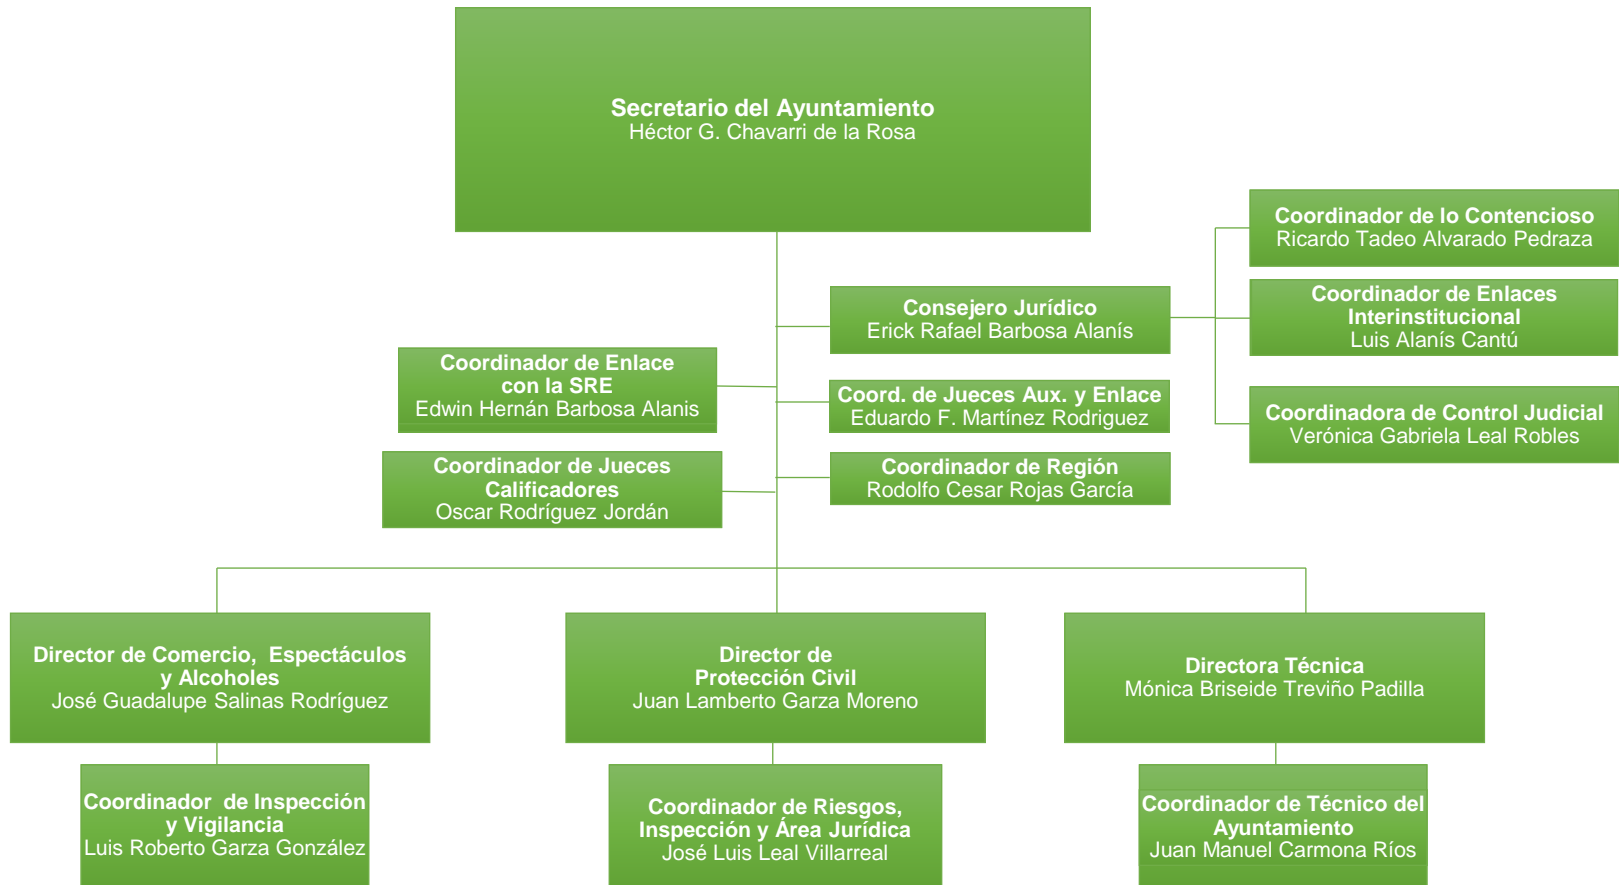 Secretario del Ayuntamiento
Héctor G. Chavarri de la Rosa
Coordinador de lo Contencioso
Ricardo Tadeo Alvarado Pedraza
Consejero Jurídico
Erick Rafael Barbosa Alanís
Coordinador de Enlaces
Interinstitucional
Luis Alanís Cantú
Coordinador de Enlace
con la SRE
Edwin Hernán Barbosa Alanis
Coord. de Jueces Aux. y Enlace
Eduardo F. Martínez Rodriguez
Coordinadora de Control Judicial
Verónica Gabriela Leal Robles
Coordinador de Jueces
Calificadores
Oscar Rodríguez Jordán
Coordinador de Región
Rodolfo Cesar Rojas García
Director de Comercio, Espectáculos
y Alcoholes
José Guadalupe Salinas Rodríguez
Director de
Protección Civil
Juan Lamberto Garza Moreno
Directora Técnica
Mónica Briseide Treviño Padilla
Coordinador de Inspección
y Vigilancia
Luis Roberto Garza González
Coordinador de Riesgos,
Inspección y Área Jurídica
José Luis Leal Villarreal
Coordinador de Técnico del
Ayuntamiento
Juan Manuel Carmona Ríos